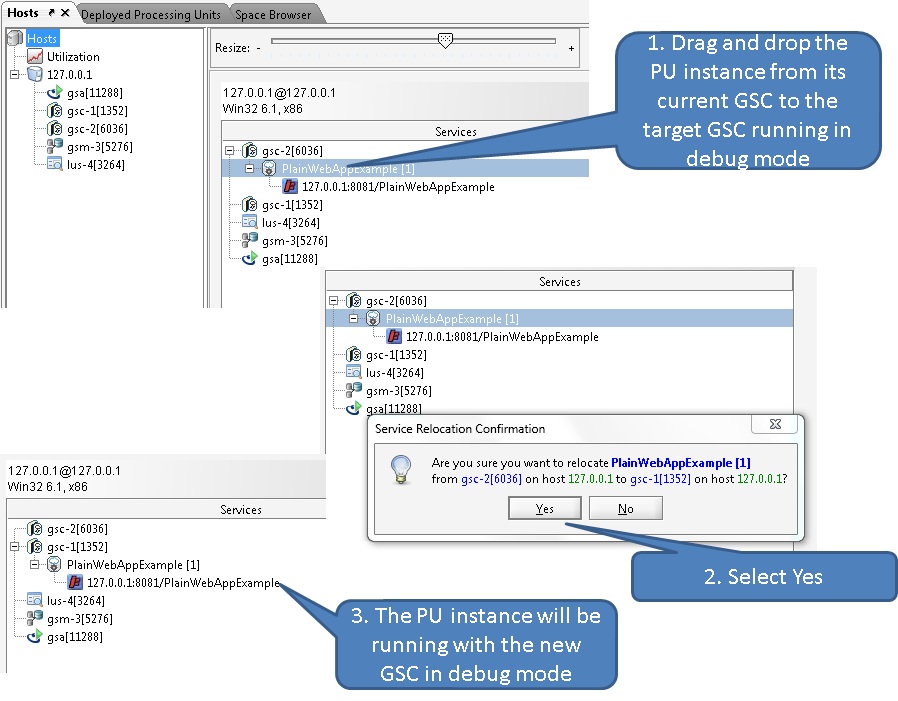 Hosts
Deployed Processing Units
Space Browser
Hosts
Utilization
127.0.0.1
gsa[11288]
gsc-1[1352]
gsc-2[6036]
gsm-3[5276]
lus-4[3264]
Resize: - +
127.0.0.1@127.0.0.1
Win32 6.1, x86
Services
gsc-2[6036]
PlainWebAppExample [1]
127.0.0.1:8081/PlainWebAppExample
gsc-1[1352]
lus-4[3264]
gsm-3[5276]
gsa[11288]
1. Drag and drop the
PU instance from its
current GSC to the
target GSC running in
debug mode
Services
gsc-2[6036]
PlainWebAppExample [1]
127.0.0.1:8081/PlainWebAppExample
gsc-1[1352]
lus-4[3264]
gsm-3[5276]
gsa[11288]
Service Relocation Confirmation
Are you sure you want to relocate PlainWebAppExample [1]
from gsc-2[6036] on host 127.0.0.1 to gsc-1[1352] on host 127.0.0.1?
Yes
No
2. Select Yes
127.0.0.1@127.0.0.1
Win32 6.1, x86
Services
gsc-2[6036]
gsc-1[1352]
PlainWebAppExample [1]
127.0.0.1:8081/PlainWebAppExample
lus-4[3264]
gsm-3[5276]
gsa[11288]
3. The PU instance will be
running with the new
GSC in debug mode